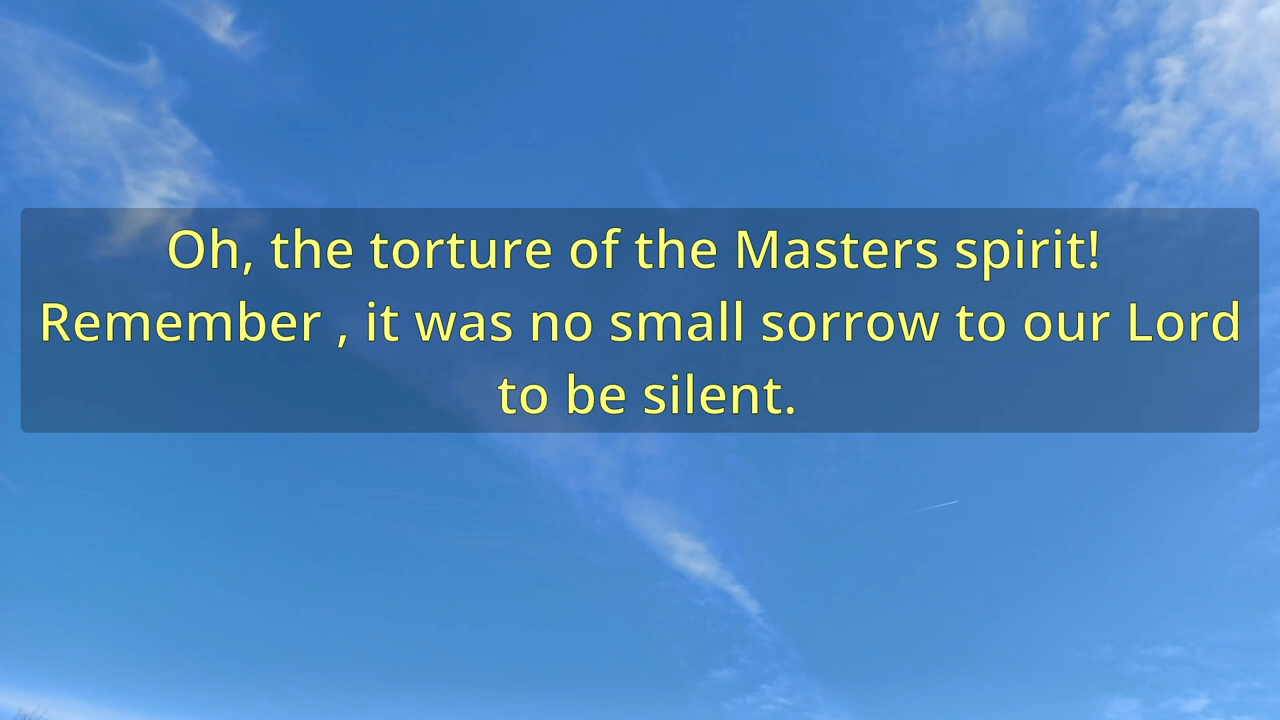 Oh, the torture of the Masters spirit!
Remember , it was no small sorrow to our Lord
to be silent.